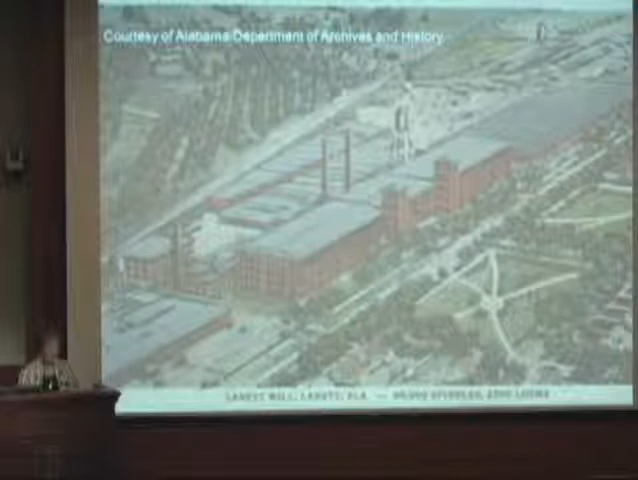 Courtesy of Alabama Department of Archives and History
LANETT MILL, LANETT, ALA. — SPINDLES, LOOMS